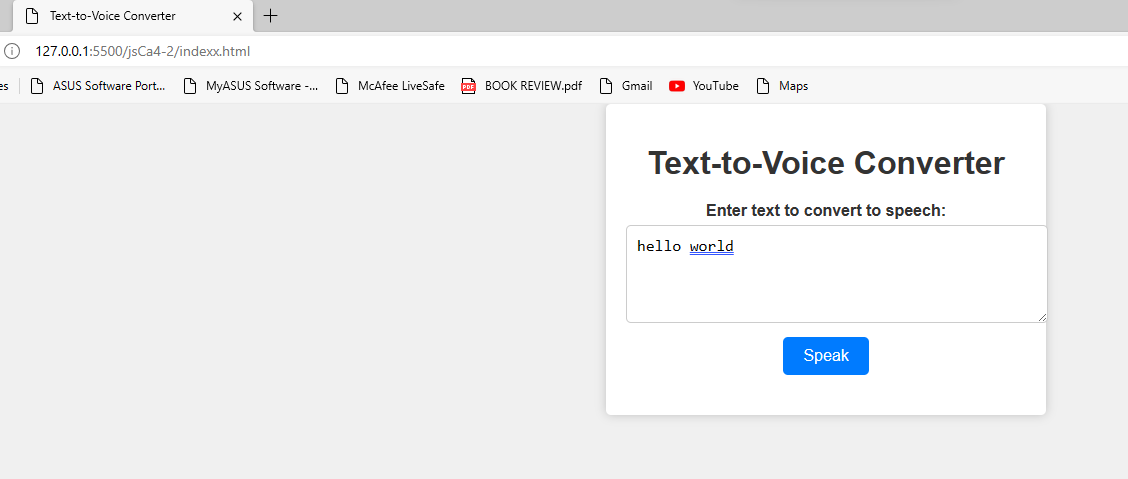 Text-to-Voice Converter
127.0.0.1:5500/jsCa4-2/indexx.html
es ASUS Software Port... MyASUS Software -... McAfee LiveSafe PDF BOOK REVIEW.pdf Gmail YouTube Maps
Text-to-Voice Converter
Enter text to convert to speech:
hello world
Speak